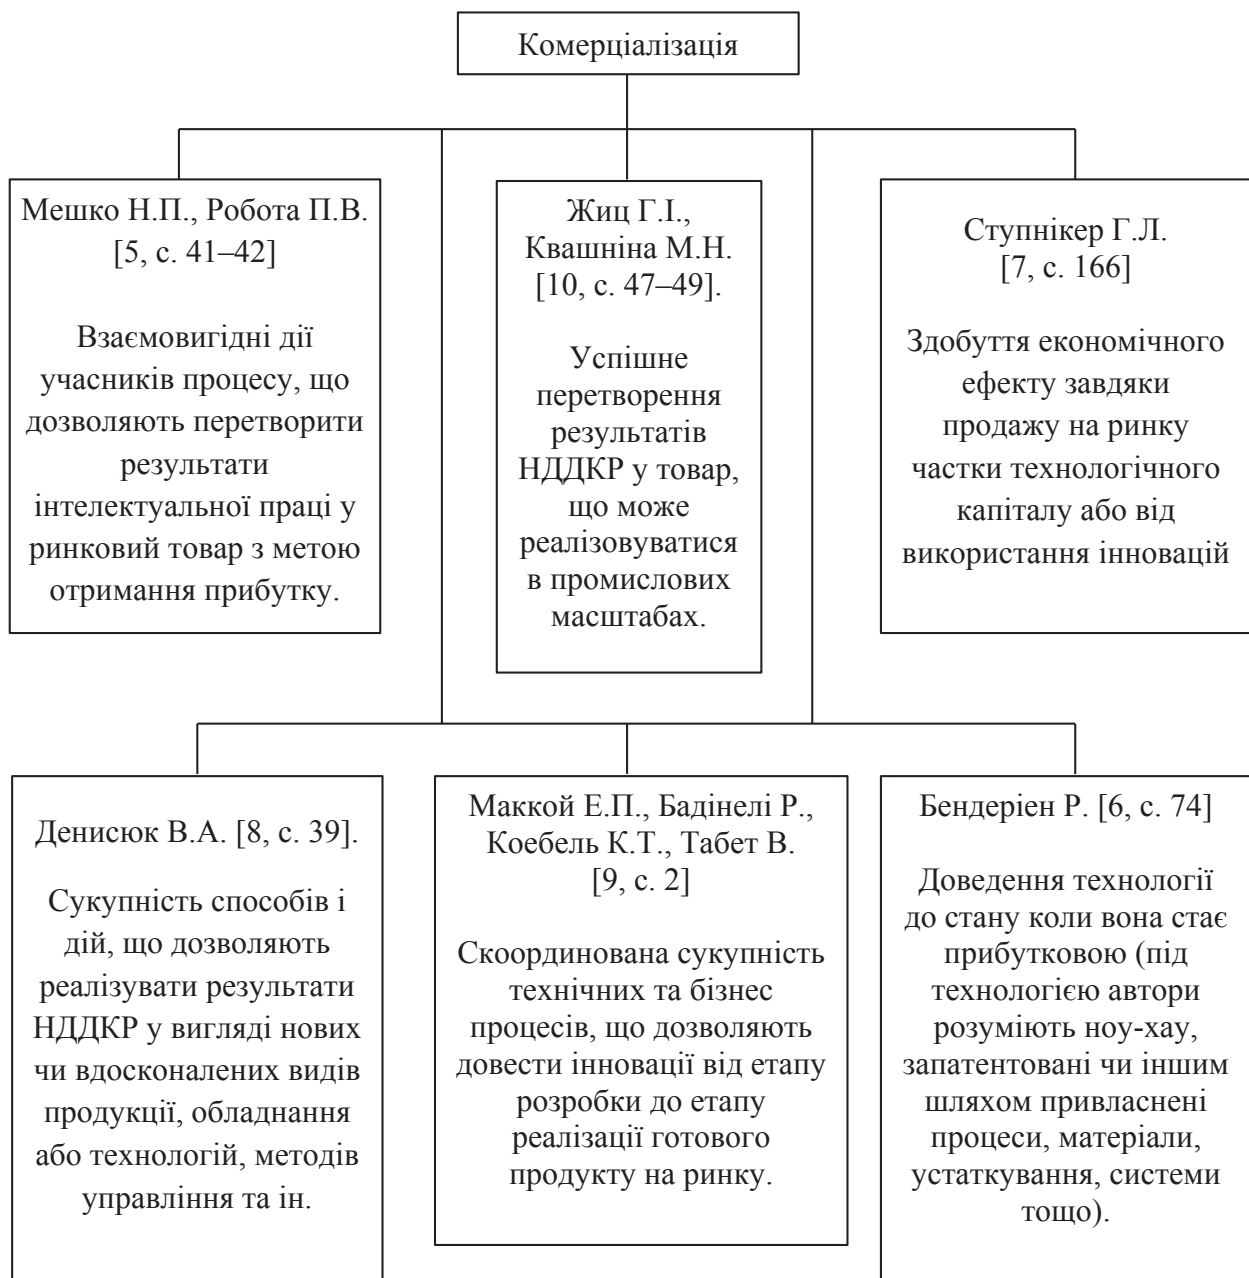 Комерціалізація
Мешко Н.П., Робота П.В.
[5, с. 41–42]
Взаємовигідні дії
учасників процесу, що
дозволяють перетворити
результати
інтелектуальної праці у
ринковий товар з метою
отримання прибутку.
Жиц Г.І.,
Квашніна М.Н.
[10, с. 47–49].
Успішне
перетворення
результатів
НДДКР у товар,
що може
реалізовуватися
в промислових
масштабах.
Ступнікер Г.Л.
[7, с. 166]
Здобуття економічного
ефекту завдяки
продажу на ринку
частки технологічного
капіталу або від
використання інновацій
Денисюк В.А. [8, с. 39].
Сукупність способів і
дій, що дозволяють
реалізувати результати
НДДКР у вигляді нових
чи вдосконалених видів
продукції, обладнання
або технологій, методів
управління та ін.
Маккой Е.П., Бадінелі Р.,
Коебель К.Т., Табет В.
[9, с. 2]
Скоординована сукупність
технічних та бізнес
процесів, що дозволяють
довести інновації від етапу
розробки до етапу
реалізації готового
продукту на ринку.
Бендеріен Р. [6, с. 74]
Доведення технології
до стану коли вона стає
прибутковою (під
технологією автори
розуміють ноу-хау,
запатентовані чи іншим
шляхом привласнені
процеси, матеріали,
устаткування, системи
тощо).